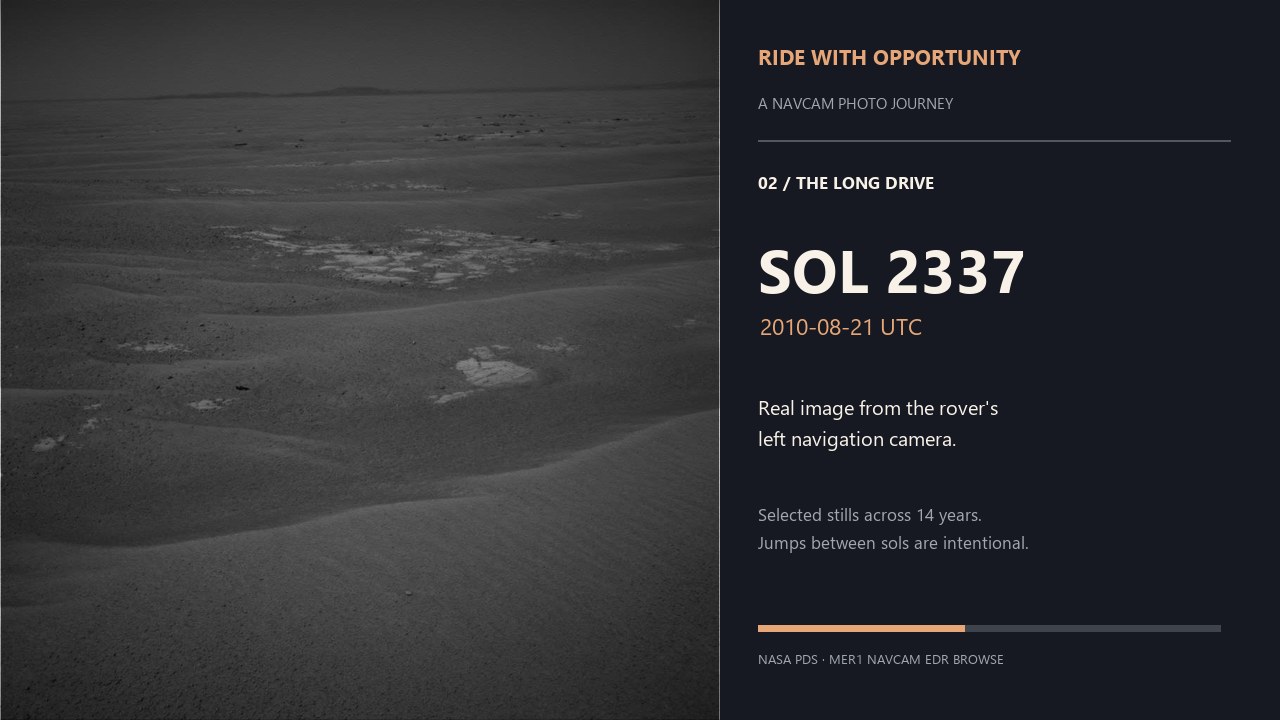 RIDE WITH OPPORTUNITY
A NAVCAM PHOTO JOURNEY
02 / THE LONG DRIVE
SOL 2337
2010-08-21 UTC
Real image from the rover's
left navigation camera.
Selected stills across 14 years.
Jumps between sols are intentional.
NASA PDS · MER1 NAVCAM EDR BROWSE